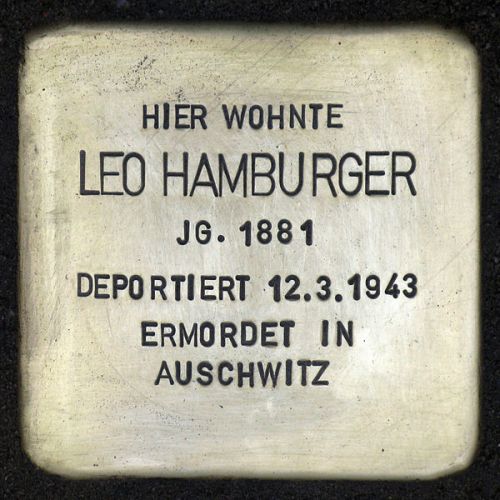 HIER WOHNTE
LEO HAMBURGER
JG. 1881
DEPORTIERT 12.3.1943
ERMORDET IN
AUSCHWITZ